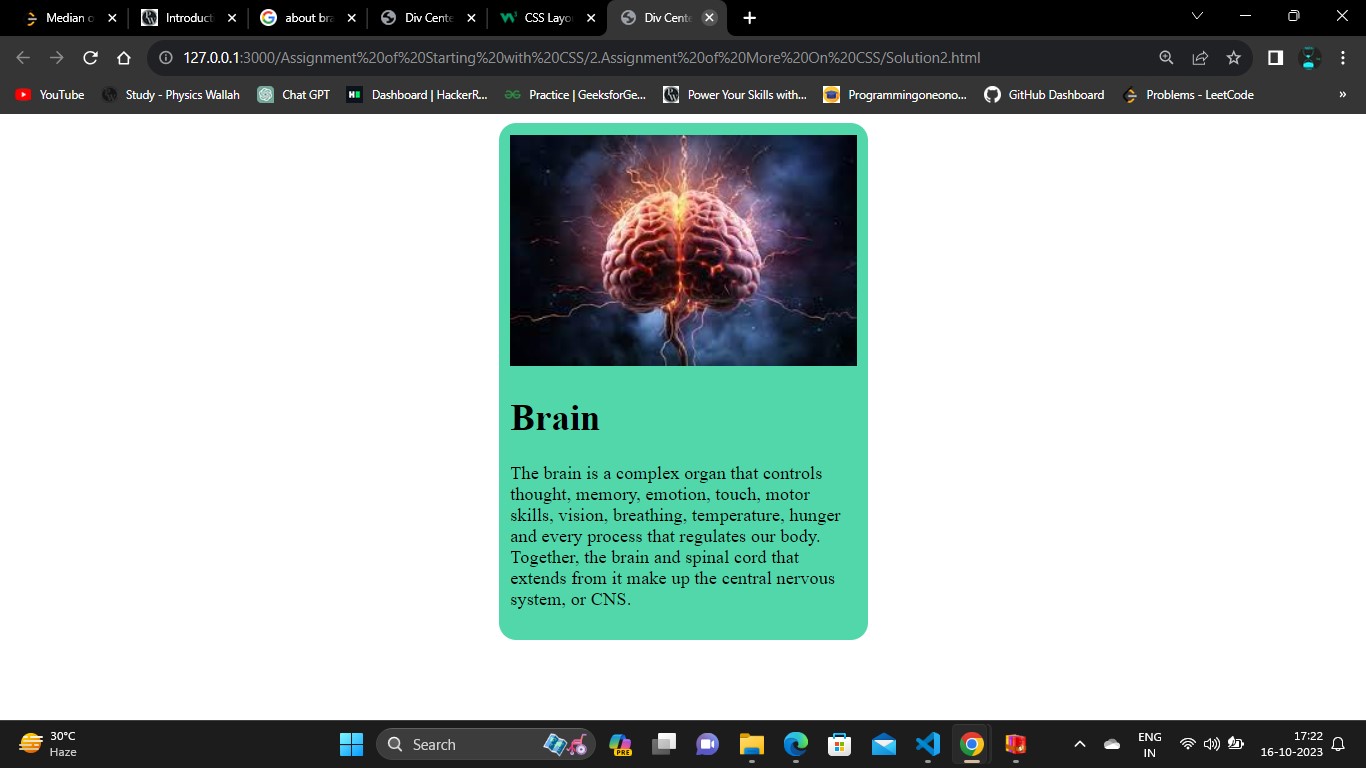 Median o
Introduct
about bra
Div Cente
CSS Layo
Div Cente
127.0.0.1:3000/Assignment%20of%20Starting%20with%20CSS/2.Assignment%20of%20More%20On%20CSS/Solution2.html
YouTube
Study - Physics Wallah
Chat GPT
Dashboard | HackerR...
Practice | GeeksforGe...
Power Your Skills with...
Programmingoneono...
GitHub Dashboard
Problems - LeetCode
»
Brain
The brain is a complex organ that controls
thought, memory, emotion, touch, motor
skills, vision, breathing, temperature, hunger
and every process that regulates our body.
Together, the brain and spinal cord that
extends from it make up the central nervous
system, or CNS.
30°C
Haze
Search
PRE
ENG
IN
17:22
16-10-2023